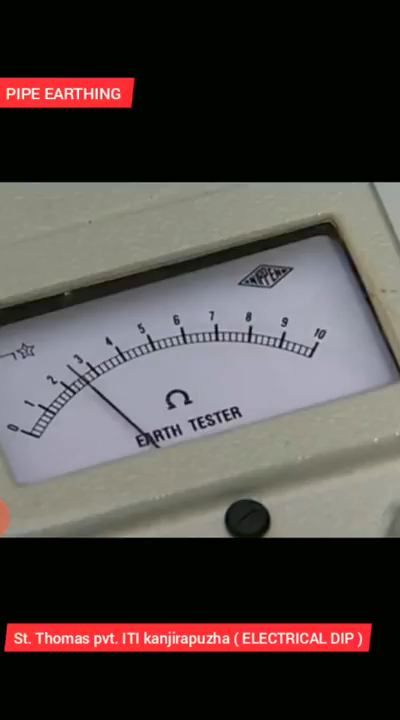 PIPE EARTHING
NIPPEN
0 1 2 3 4 5 6 7 8 9 10
Ω
EARTH TESTER
St. Thomas pvt. ITI kanjirapuzha ( ELECTRICAL DIP )